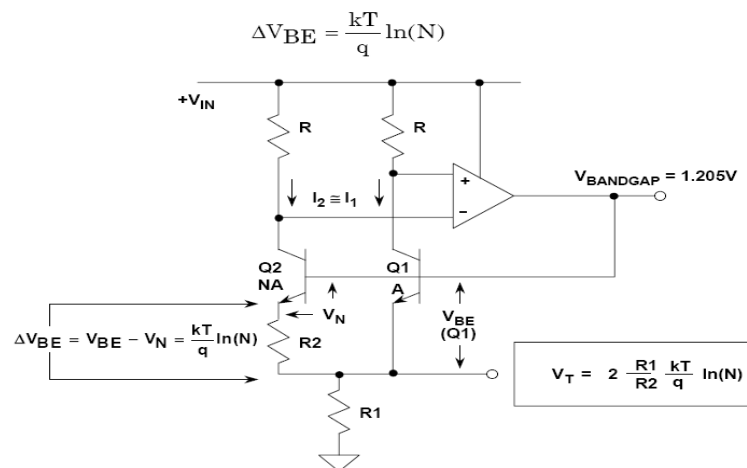 ΔV_BE = kT/q ln(N)
+V_IN
R
R
I_2 ≅ I_1
+
−
V_BANDGAP = 1.205V
Q2
NA
Q1
A
V_N
V_BE
(Q1)
ΔV_BE = V_BE − V_N = kT/q ln(N)
R2
R1
V_T = 2 R1/R2 kT/q ln(N)